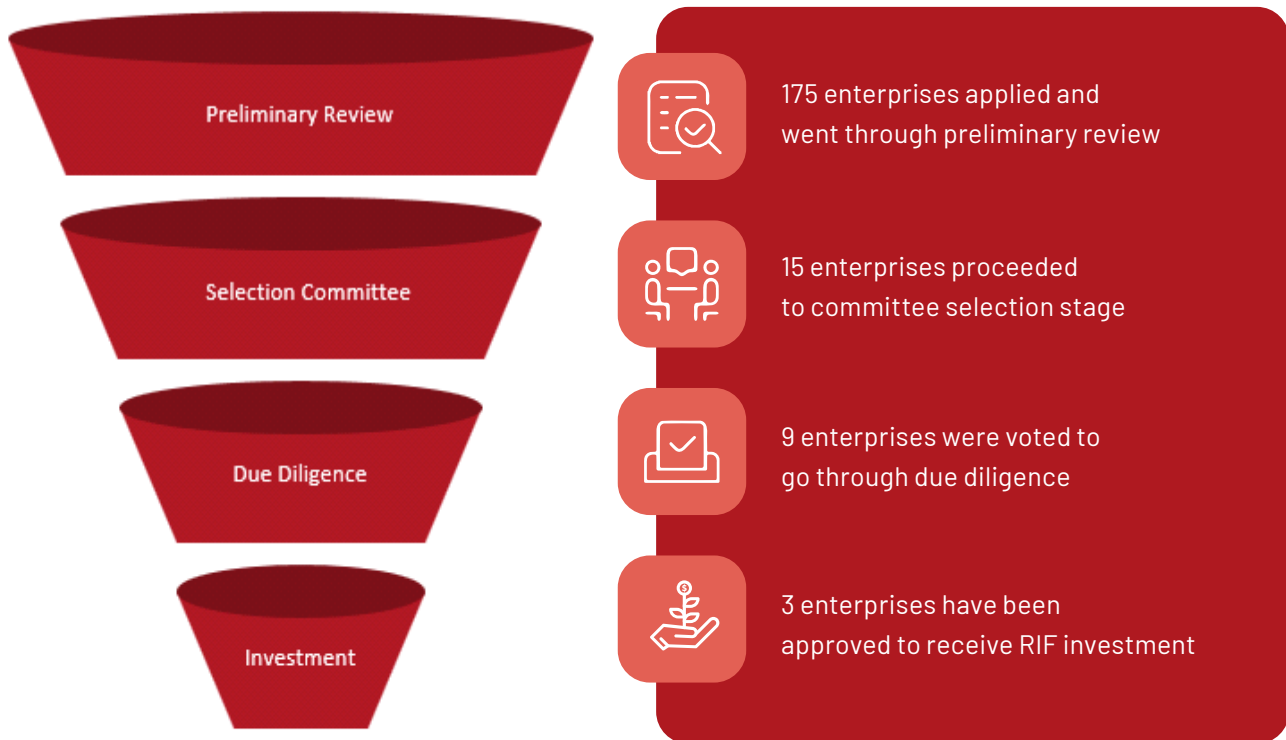 Preliminary Review
175 enterprises applied and
went through preliminary review
Selection Committee
15 enterprises proceeded
to committee selection stage
Due Diligence
9 enterprises were voted to
go through due diligence
Investment
$
3 enterprises have been
approved to receive RIF investment